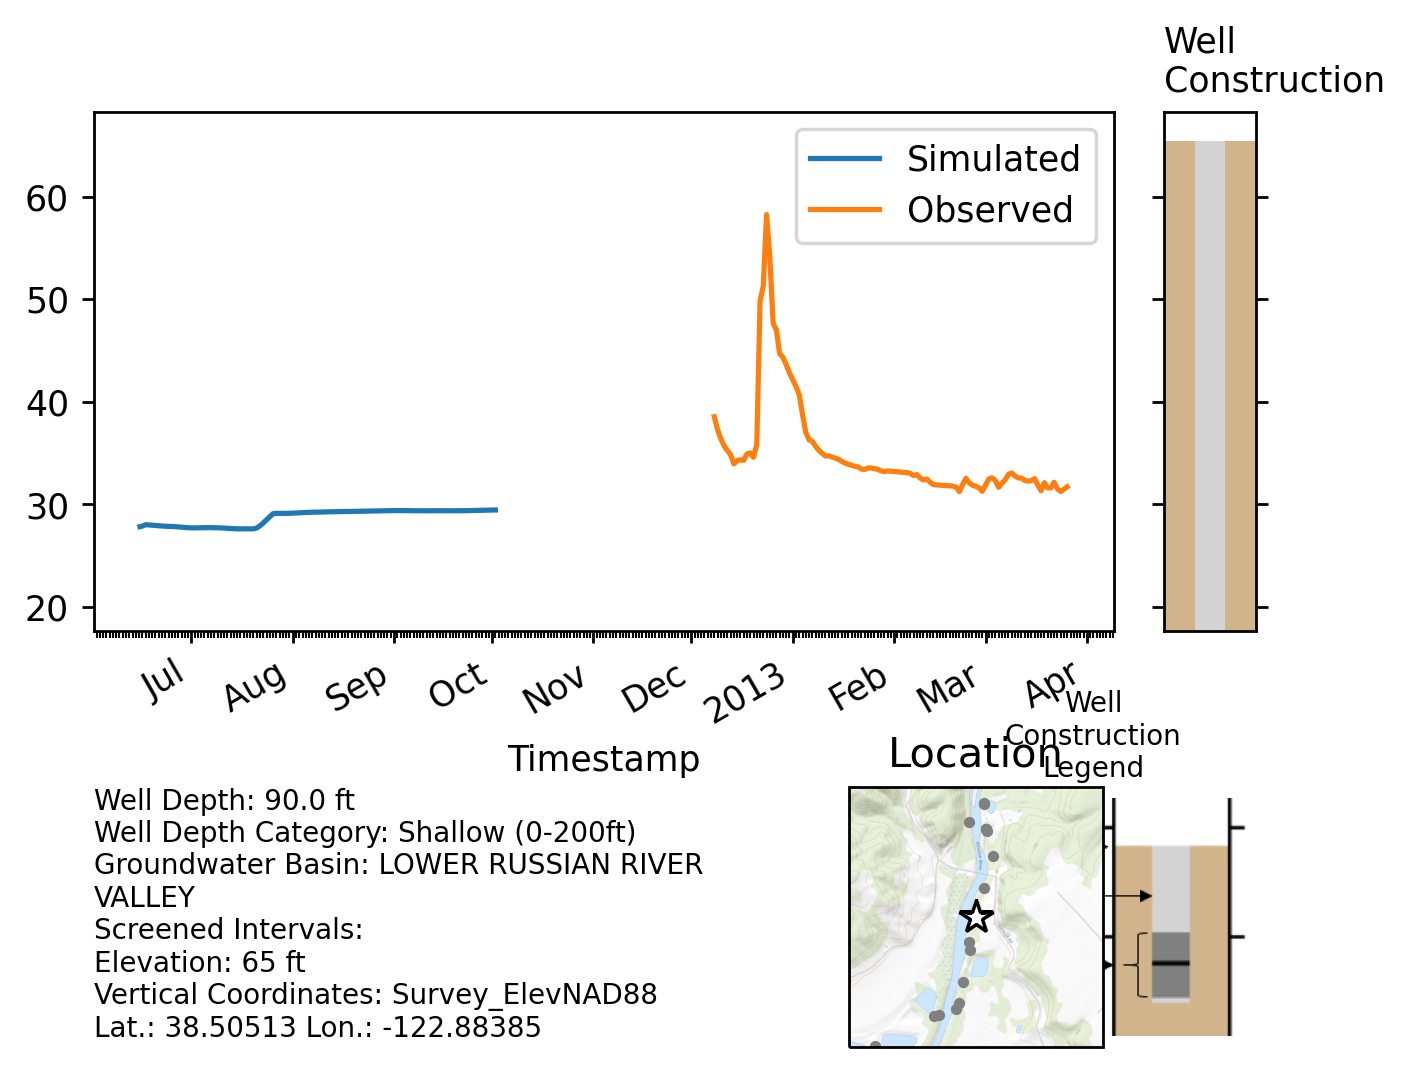 Well
Construction
Simulated
Observed
60
50
40
30
20
Jul
Aug
Sep
Oct
Nov
Dec
2013
Feb
Mar
Apr
Timestamp
Well
Construction
Legend
Location
Well Depth: 90.0 ft
Well Depth Category: Shallow (0-200ft)
Groundwater Basin: LOWER RUSSIAN RIVER
VALLEY
Screened Intervals:
Elevation: 65 ft
Vertical Coordinates: Survey_ElevNAD88
Lat.: 38.50513 Lon.: -122.88385